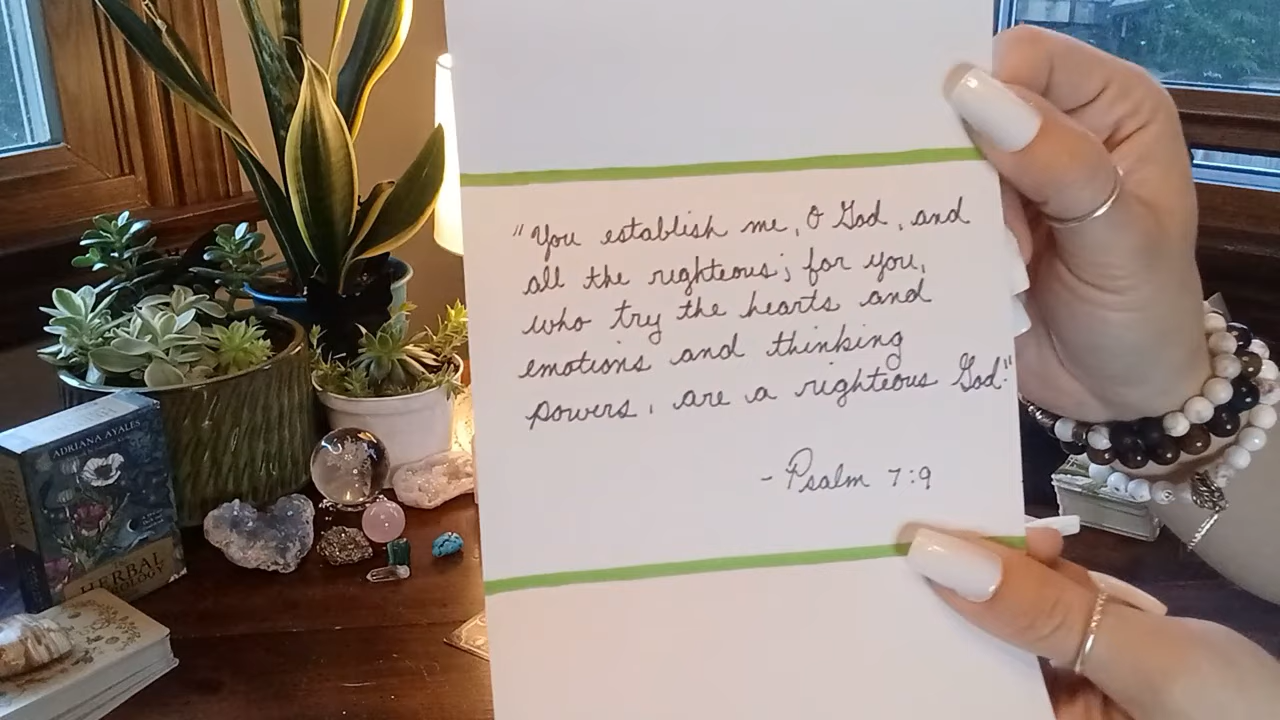 "You establish me, O God, and
all the righteous; for you,
who try the hearts and
emotions and thinking
powers, are a righteous God."
- Psalm 7:9
ADRIANA AYALES
HERBAL